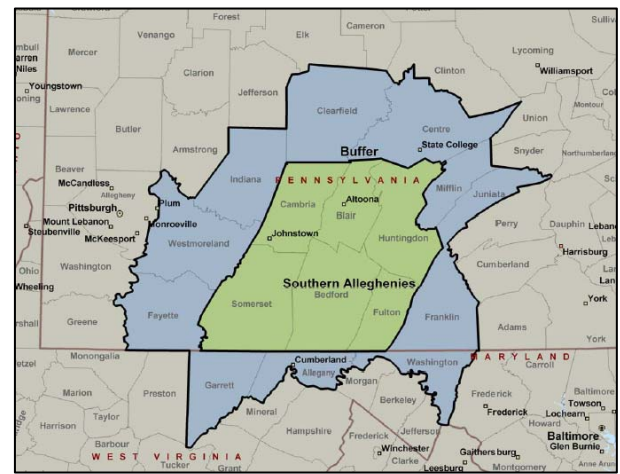 Forest
Cameron
Sulliv
Venango
Elk
Mercer
Lycoming
Clinton
Williamsport
Clarion
Jefferson
Niles
Youngstown
Lawrence
Clearfield
Montour
Butler
Centre
Union
Armstrong
Buffer
State College
Snyder
Northumberland
Beaver
Indiana
PENNSYLVANIA
McCandless
Allegheny
Mifflin
Juniata
Cambria
Altoona
Blair
Plum
Pittsburgh
Perry
Monroeville
Mount Lebanon
Johnstown
Dauphin
Lebanon
Steubenville
McKeesport
Westmoreland
Huntingdon
Harrisburg
Ohio
Washington
Cumberland
Wheeling
Southern Alleghenies
Somerset
Bedford
York
Greene
Fayette
Fulton
Franklin
Adams
York
Monongalia
Cumberland
Washington
MARYLAND
Carroll
Garrett
Allegany
Marion
Preston
Morgan
Baltimore
Mineral
Berkeley
Frederick
Towson
Taylor
Frederick
Lochearn
Harrison
Hampshire
Howard
Barbour
Frederick
Jefferson
Baltimore
WEST VIRGINIA
Winchester
Gaithersburg
Glen Burnie
Tucker
Grant
Clarke
Leesburg
Montgomery
Anne Arun